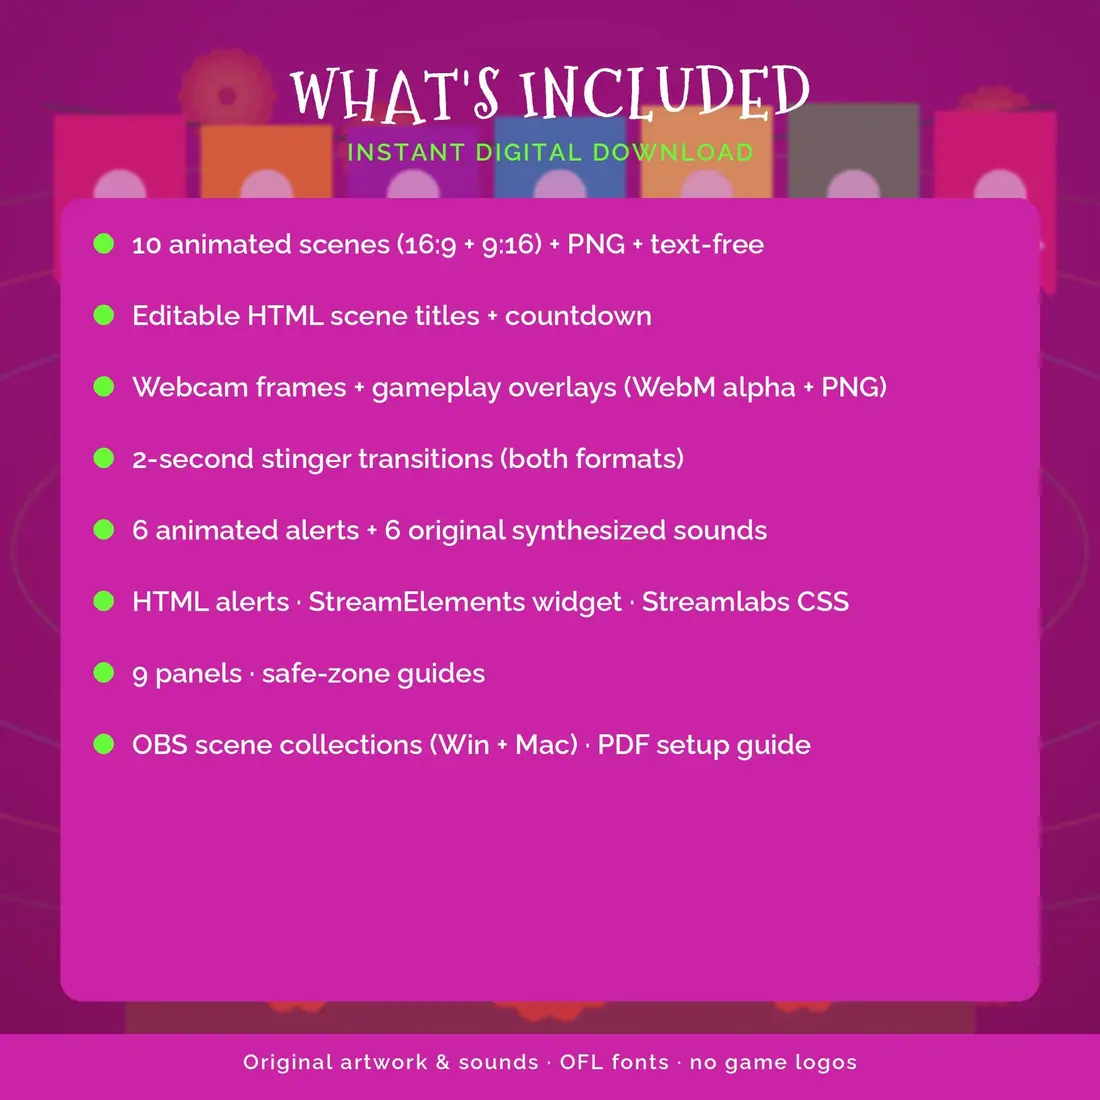 WHAT'S INCLUDED
INSTANT DIGITAL DOWNLOAD
10 animated scenes (16:9 + 9:16) + PNG + text-free
Editable HTML scene titles + countdown
Webcam frames + gameplay overlays (WebM alpha + PNG)
2-second stinger transitions (both formats)
6 animated alerts + 6 original synthesized sounds
HTML alerts · StreamElements widget · Streamlabs CSS
9 panels · safe-zone guides
OBS scene collections (Win + Mac) · PDF setup guide
Original artwork & sounds · OFL fonts · no game logos